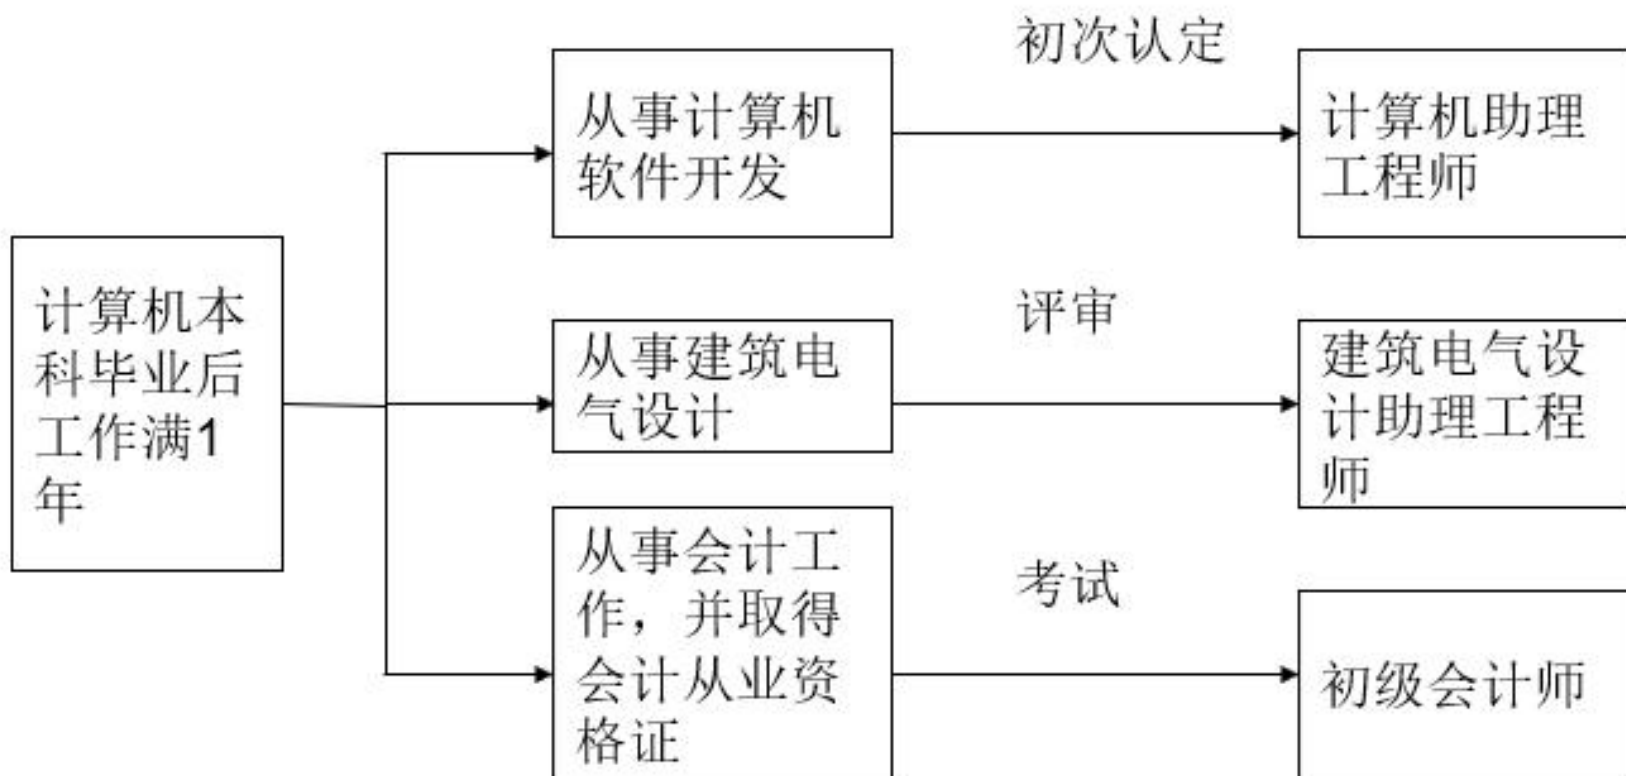 计算机本
科毕业后
工作满1
年
从事计算机
软件开发
初次认定
计算机助理
工程师
从事建筑电
气设计
评审
建筑电气设
计助理工程
师
从事会计工
作，并取得
会计从业资
格证
考试
初级会计师